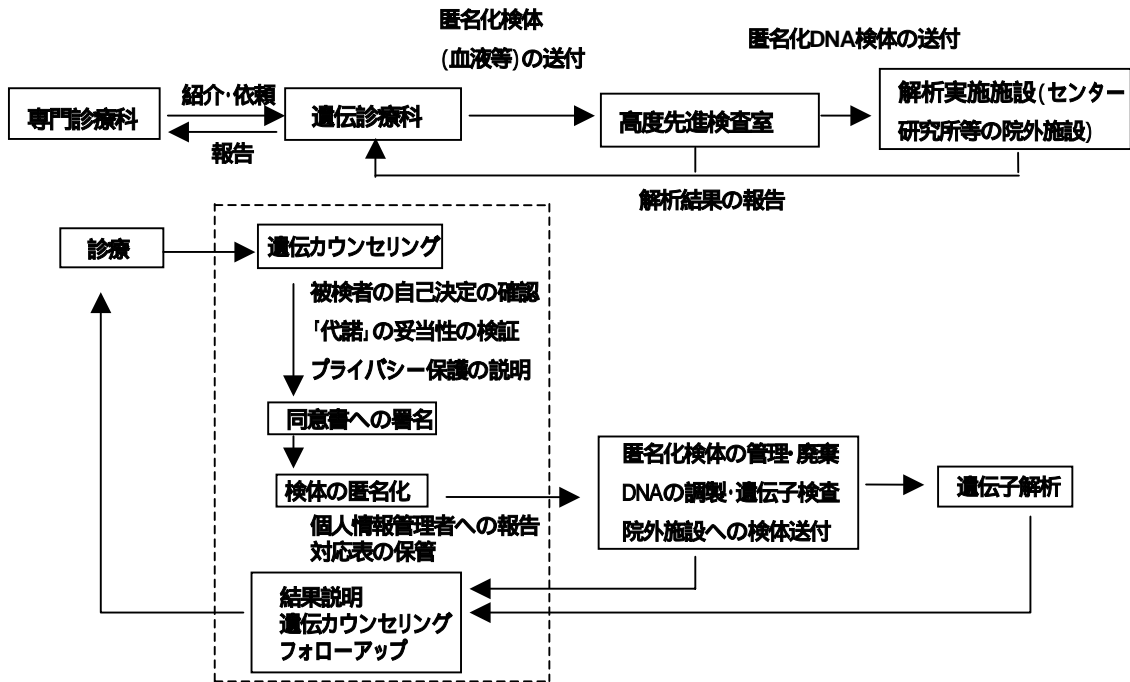 匿名化検体
(血液等)の送付
匿名化DNA検体の送付
専門診療科
紹介・依頼
報告
遺伝診療科
高度先進検査室
解析実施施設(センター
研究所等の院外施設)
解析結果の報告
診療
遺伝カウンセリング
被検者の自己決定の確認
「代諾」の妥当性の検証
プライバシー保護の説明
同意書への署名
検体の匿名化
個人情報管理者への報告
対応表の保管
匿名化検体の管理・廃棄
DNAの調製・遺伝子検査
院外施設への検体送付
遺伝子解析
結果説明
遺伝カウンセリング
フォローアップ